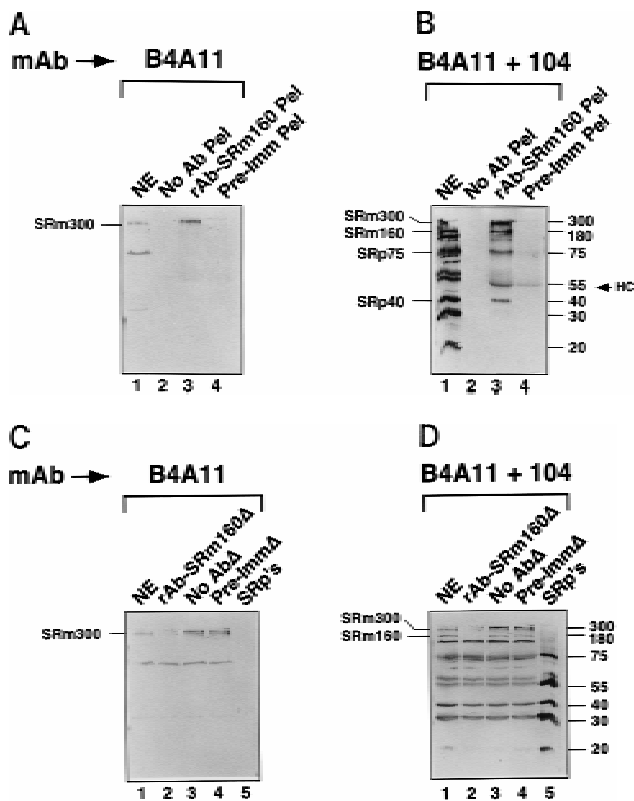 A
mAb → B4A11
NE
No Ab Pel
rAb-SRm160 Pel
Pre-Imm Pel
SRm300
1 2 3 4
B
B4A11 + 104
NE
No Ab Pel
rAb-SRm160 Pel
Pre-Imm Pel
SRm300
SRm160
SRp75
SRp40
300
180
75
55
HC
40
30
20
1 2 3 4
C
mAb → B4A11
NE
rAb-SRm160Δ
No AbΔ
Pre-ImmΔ
SRp's
SRm300
1 2 3 4 5
D
B4A11 + 104
NE
rAb-SRm160Δ
No AbΔ
Pre-ImmΔ
SRp's
SRm300
SRm160
300
180
75
55
40
30
20
1 2 3 4 5